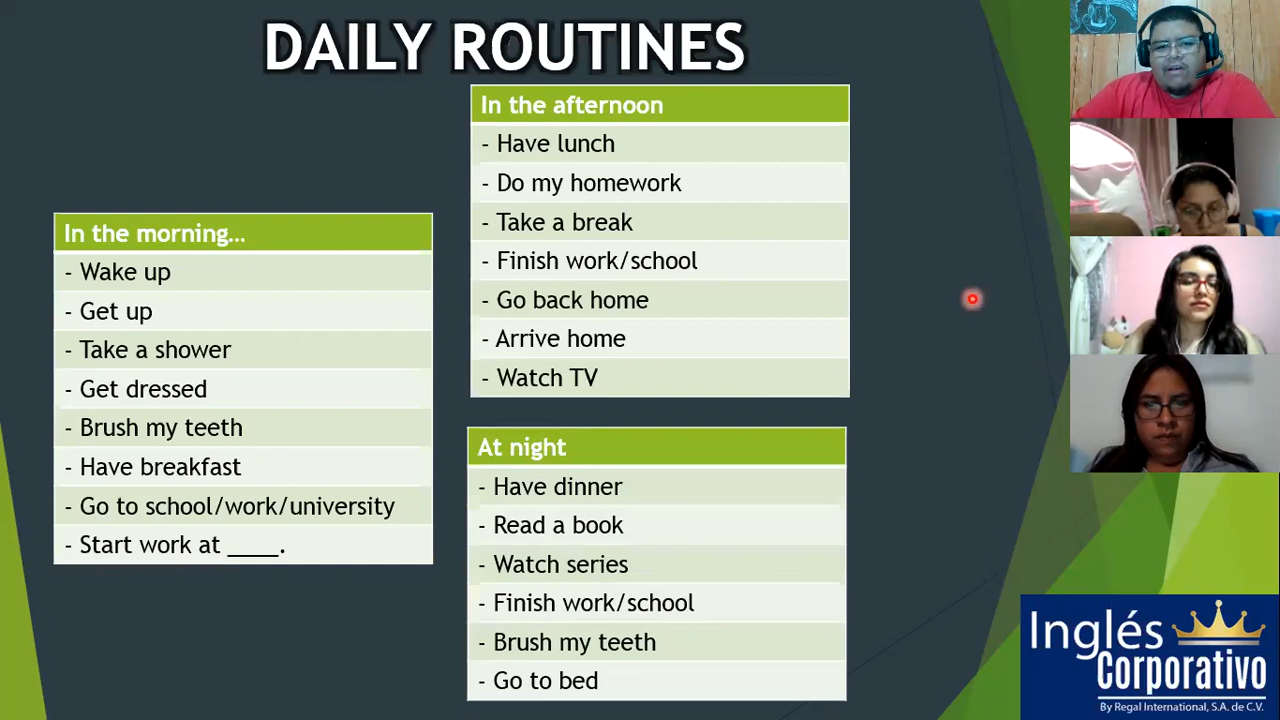 DAILY ROUTINES
In the morning...
- Wake up
- Get up
- Take a shower
- Get dressed
- Brush my teeth
- Have breakfast
- Go to school/work/university
- Start work at ____.
In the afternoon
- Have lunch
- Do my homework
- Take a break
- Finish work/school
- Go back home
- Arrive home
- Watch TV
At night
- Have dinner
- Read a book
- Watch series
- Finish work/school
- Brush my teeth
- Go to bed
Inglés
Corporativo
By Regal International, S.A. de C.V.